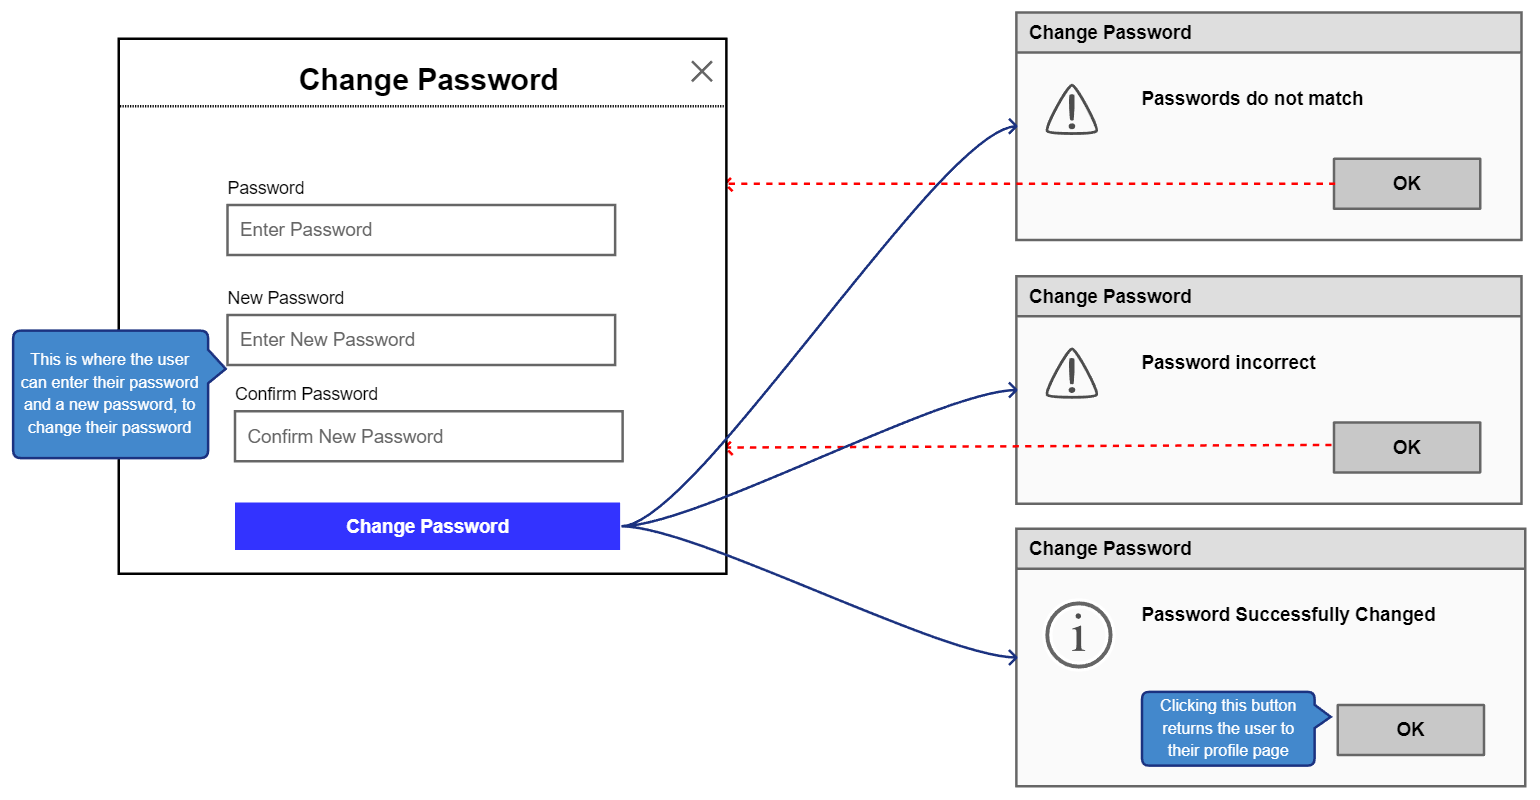 Change Password
Password
Enter Password
New Password
Enter New Password
This is where the user
can enter their password
and a new password, to
change their password
Confirm Password
Confirm New Password
Change Password
Change Password
Passwords do not match
OK
Change Password
Password incorrect
OK
Change Password
i
Password Successfully Changed
Clicking this button
returns the user to
their profile page
OK